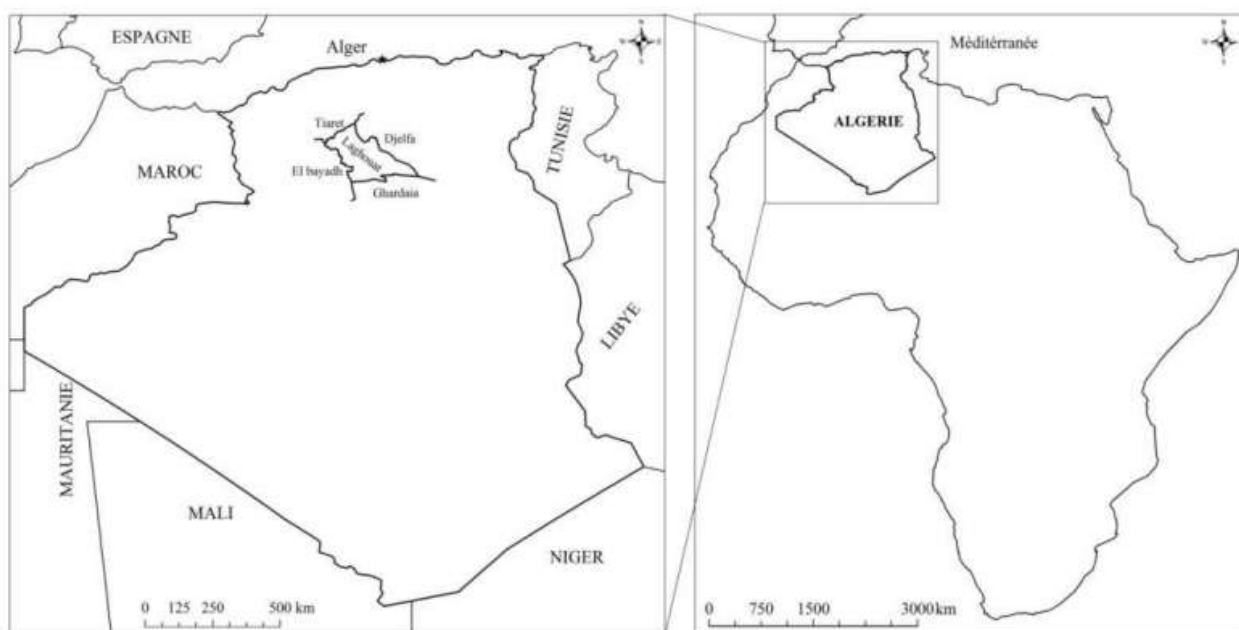 ESPAGNE
Alger
N
W E
S
Tiaret
Djelfa
Laghouat
El bayadh
Ghardaia
MAROC
TUNISIE
LIBYE
MAURITANIE
MALI
NIGER
0 125 250 500 km
Mèditérranée
N
W E
S
ALGERIE
0 750 1500 3000 km